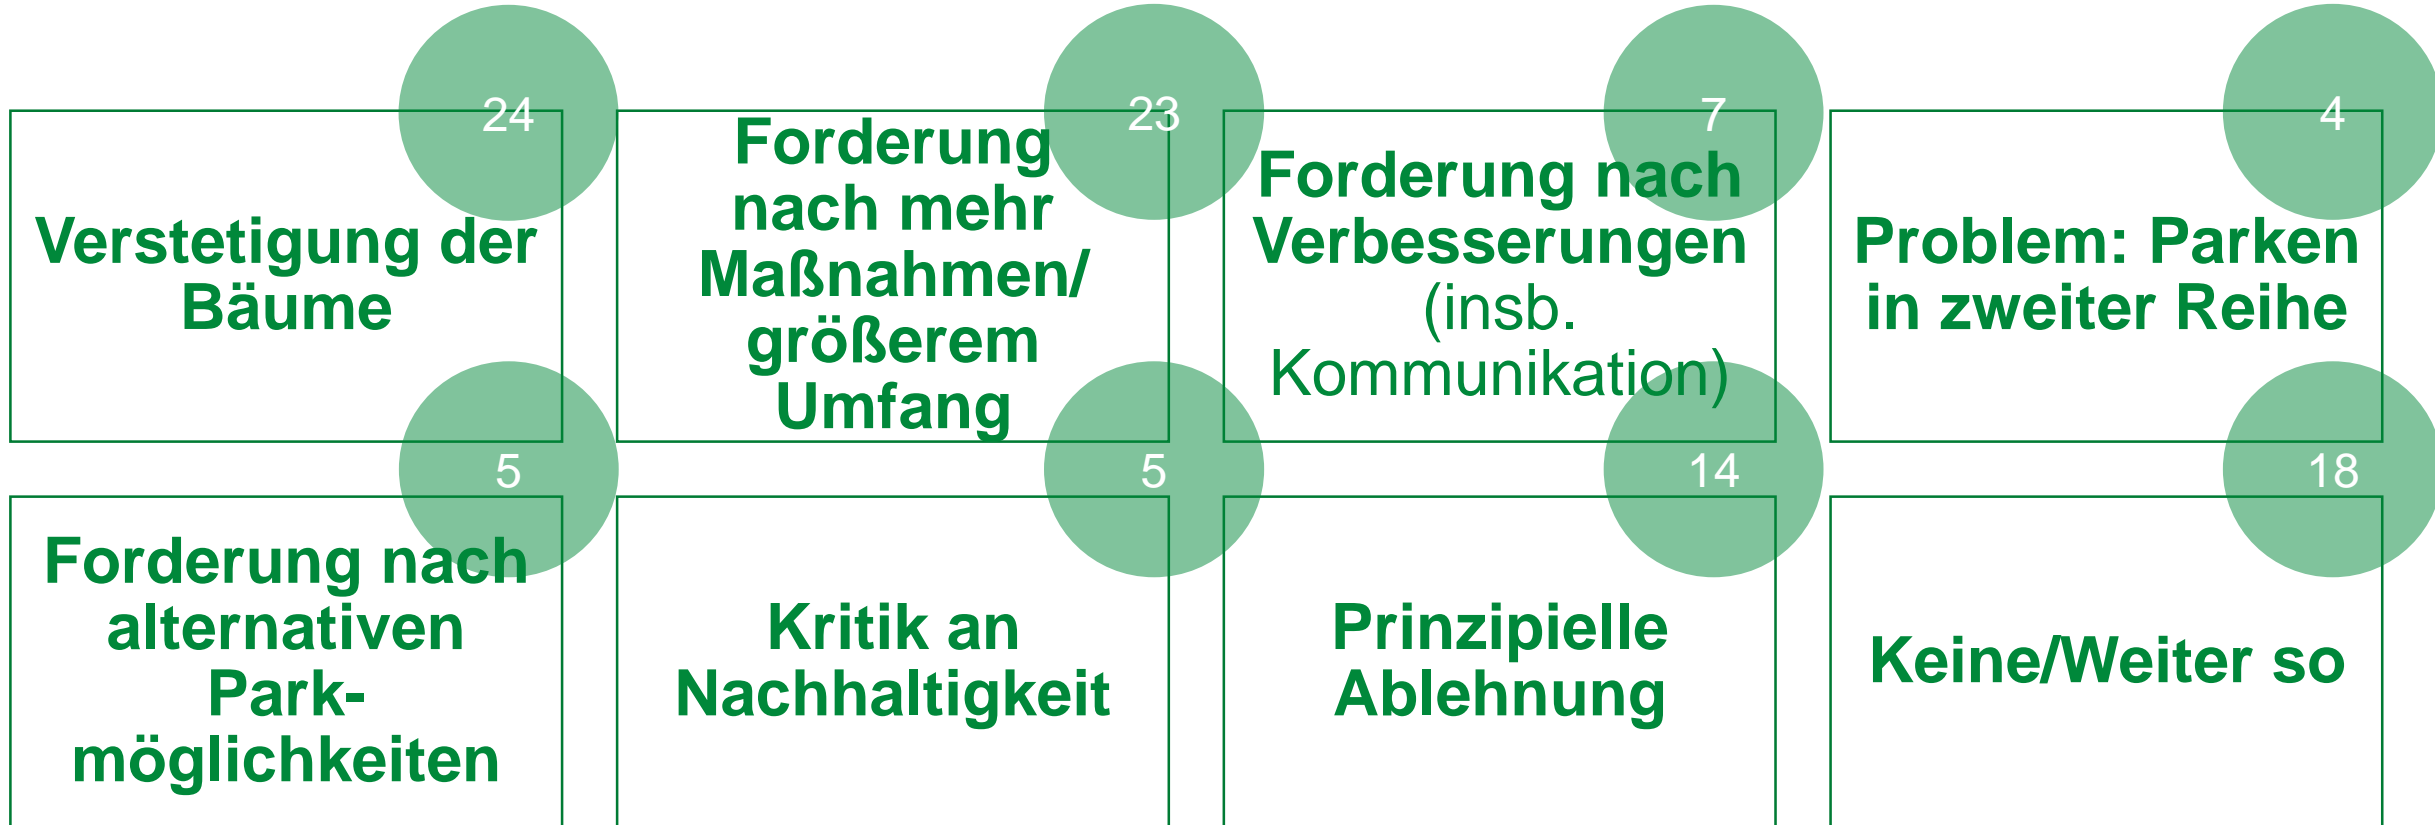 24
Verstetigung der
Bäume
23
Forderung
nach mehr
Maßnahmen/
größerem
Umfang
7
Forderung nach
Verbesserungen
(insb.
Kommunikation)
4
Problem: Parken
in zweiter Reihe
5
Forderung nach
alternativen
Park-
möglichkeiten
5
Kritik an
Nachhaltigkeit
14
Prinzipielle
Ablehnung
18
Keine/Weiter so